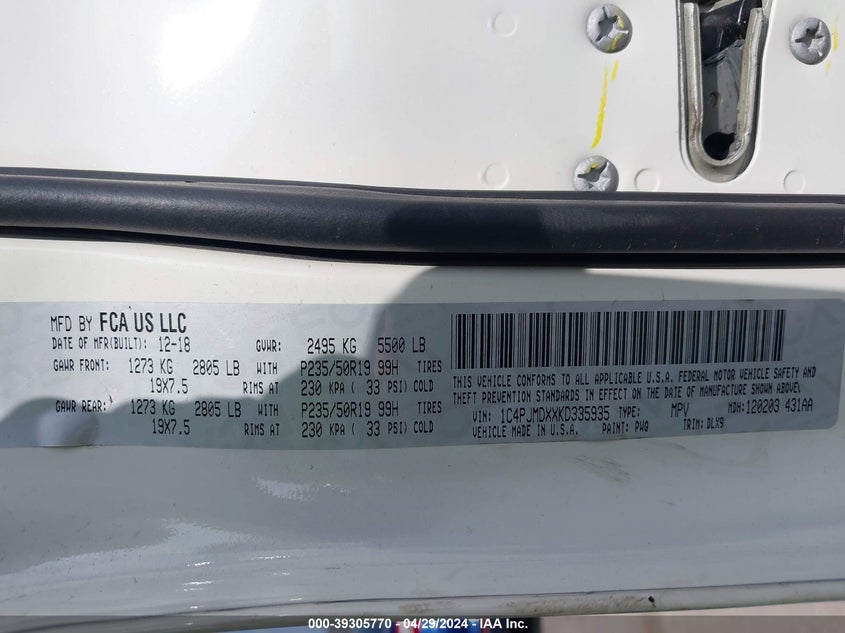 MFD BY FCA US LLC
DATE OF MFR(BUILT): 12-18 GVWR: 2495 KG 5500 LB
GAWR FRONT: 1273 KG 2805 LB WITH P235/50R19 99H TIRES
19X7.5 RIMS AT 230 KPA ( 33 PSI) COLD
GAWR REAR: 1273 KG 2805 LB WITH P235/50R19 99H TIRES
19X7.5 RIMS AT 230 KPA ( 33 PSI) COLD
THIS VEHICLE CONFORMS TO ALL APPLICABLE U.S.A. FEDERAL MOTOR VEHICLE SAFETY AND
THEFT PREVENTION STANDARDS IN EFFECT ON THE DATE OF MANUFACTURE SHOWN ABOVE.
VIN: 1C4PJMDXXKD335935 TYPE: MPV MDH: 120203 431AA
VEHICLE MADE IN U.S.A. PAINT: PWQ TRIM: DLX9
000-39305770 - 04/29/2024 - IAA Inc.